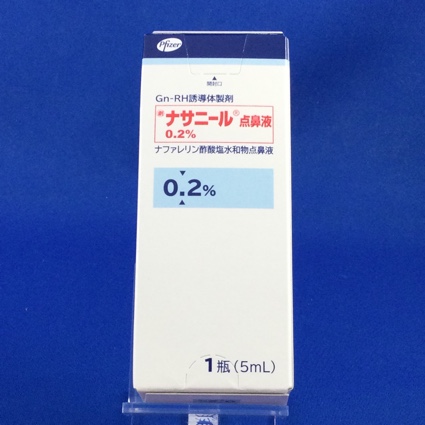 Pfizer
開封口
Gn-RH誘導体製剤
ナサニール®点鼻液
0.2%
ナファレリン酢酸塩水和物点鼻液
0.2%
1瓶(5mL)